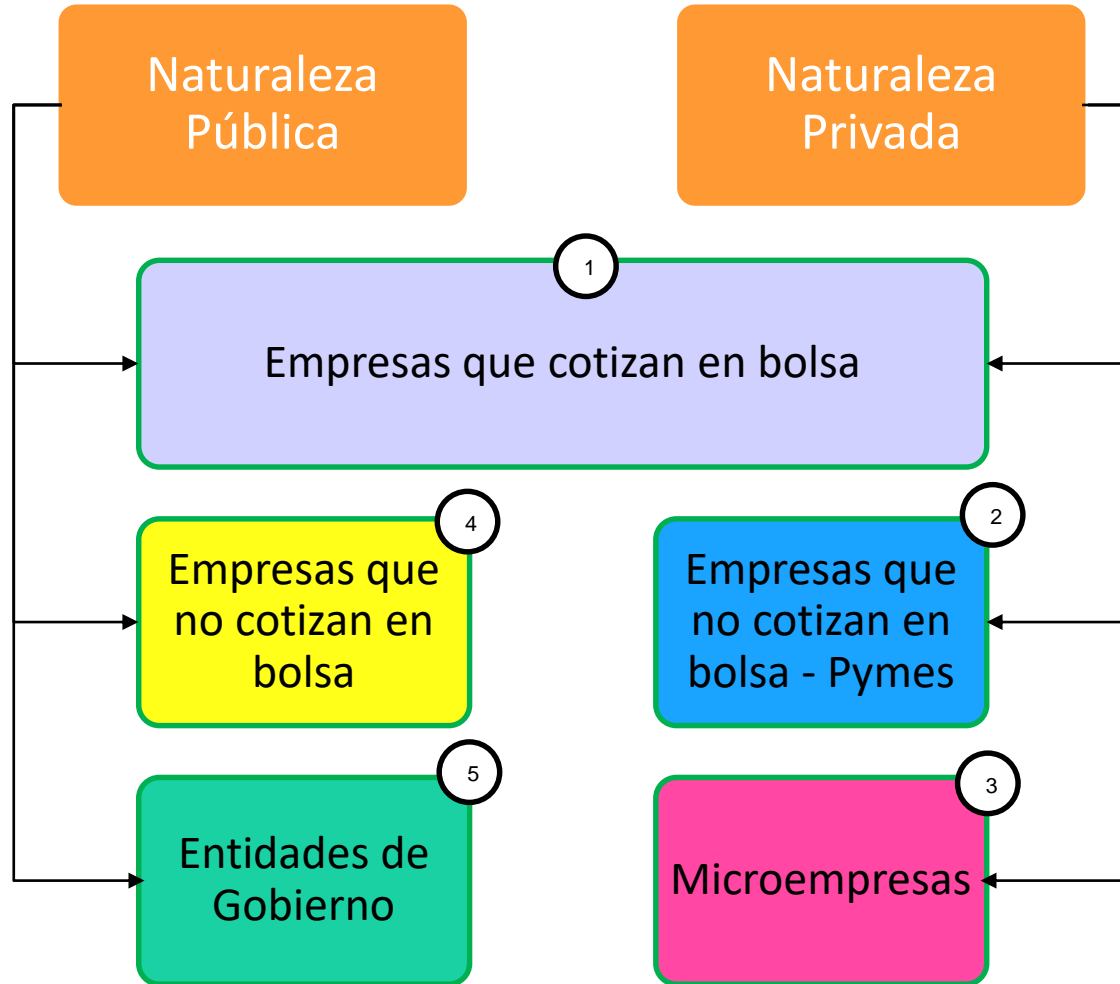 Naturaleza
Pública
Naturaleza
Privada
1
Empresas que cotizan en bolsa
4
Empresas que
no cotizan en
bolsa
2
Empresas que
no cotizan en
bolsa - Pymes
5
Entidades de
Gobierno
3
Microempresas